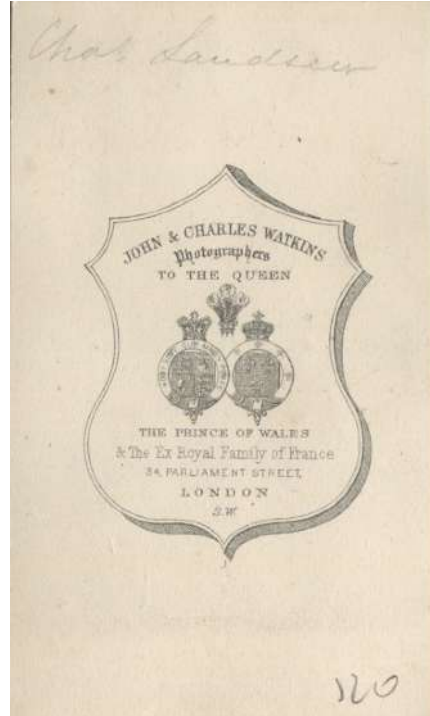 Chas. Landseer
JOHN & CHARLES WATKINS
Photographers
TO THE QUEEN
THE PRINCE OF WALES
& The Ex Royal Family of France
34, PARLIAMENT STREET,
LONDON
S.W.
120